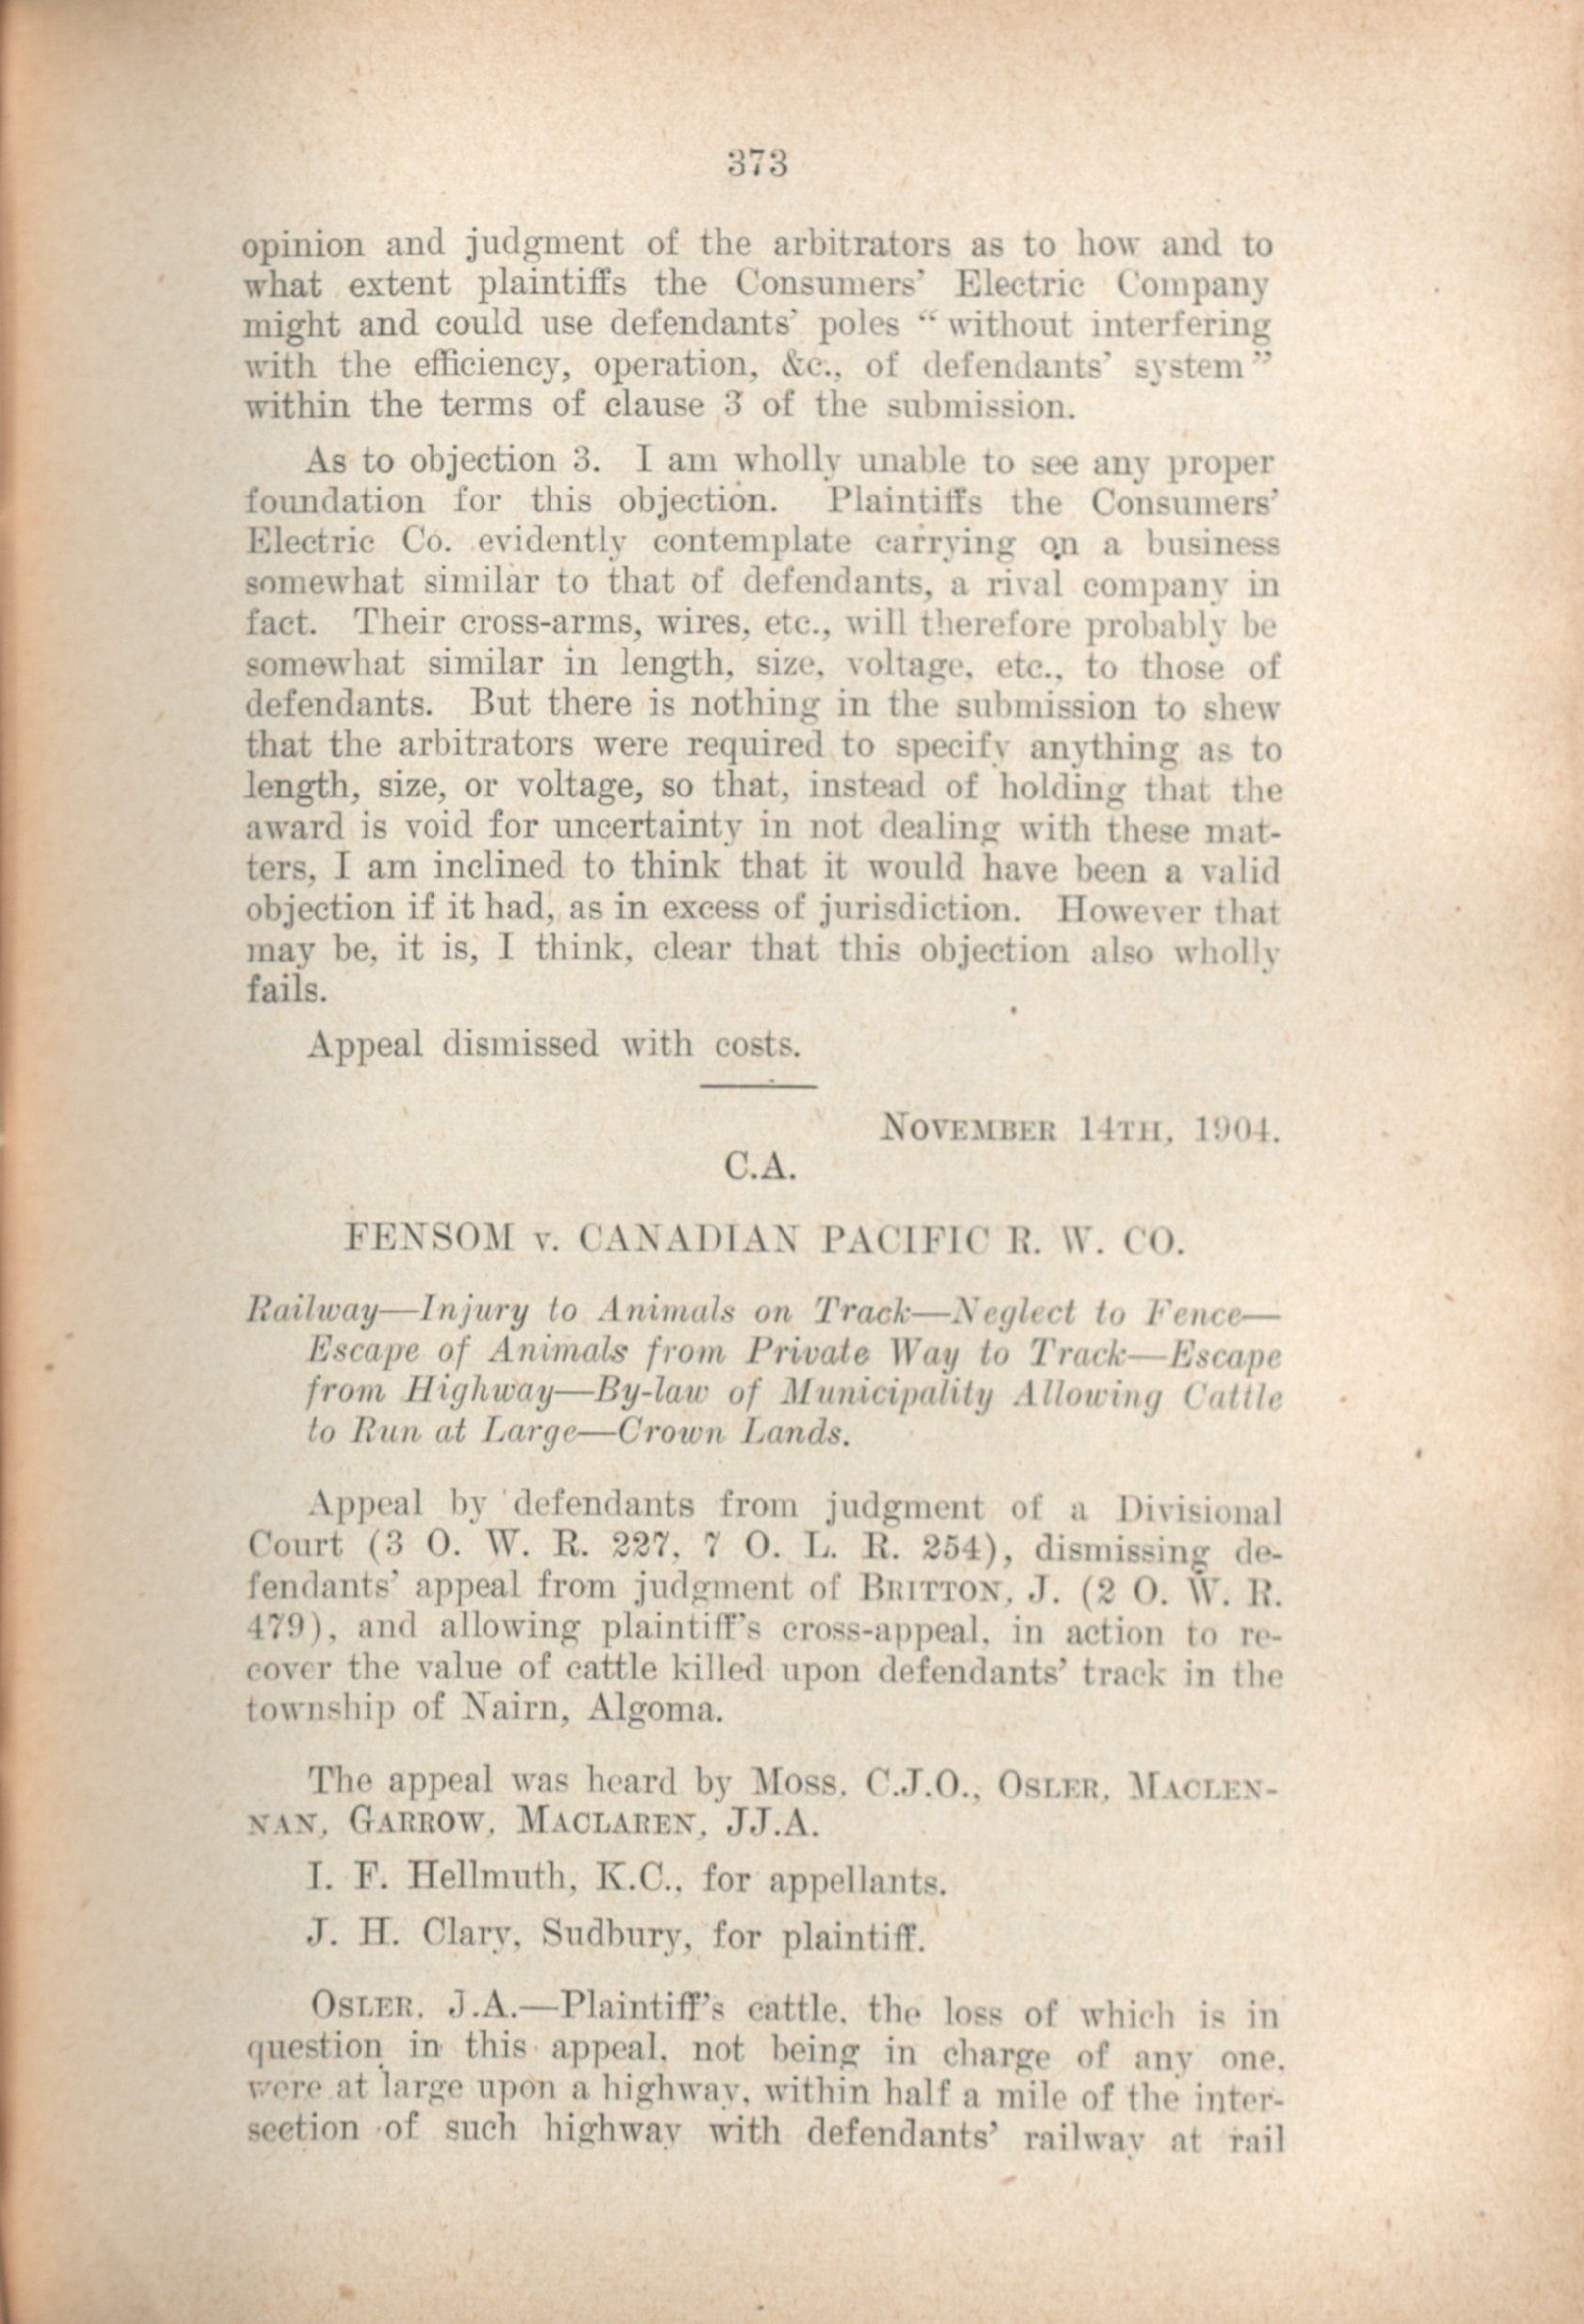 373
opinion and judgment of the arbitrators as to how and to
what extent plaintiffs the Consumers' Electric Company
might and could use defendants' poles "without interfering
with the efficiency, operation, &c., of defendants' system"
within the terms of clause 3 of the submission.
As to objection 3. I am wholly unable to see any proper
foundation for this objection. Plaintiffs the Consumers'
Electric Co. evidently contemplate carrying on a business
somewhat similar to that of defendants, a rival company in
fact. Their cross-arms, wires, etc., will therefore probably be
somewhat similar in length, size, voltage, etc., to those of
defendants. But there is nothing in the submission to shew
that the arbitrators were required to specify anything as to
length, size, or voltage, so that, instead of holding that the
award is void for uncertainty in not dealing with these mat-
ters, I am inclined to think that it would have been a valid
objection if it had, as in excess of jurisdiction. However that
may be, it is, I think, clear that this objection also wholly
fails.
Appeal dismissed with costs.
NOVEMBER 14TH, 1904.
C.A.
FENSOM v. CANADIAN PACIFIC R. W. CO.
Railway—Injury to Animals on Track—Neglect to Fence—
Escape of Animals from Private Way to Track—Escape
from Highway—By-law of Municipality Allowing Cattle
to Run at Large—Crown Lands.
Appeal by defendants from judgment of a Divisional
Court (3 O. W. R. 227, 7 O. L. R. 254), dismissing de-
fendants' appeal from judgment of BRITTON, J. (2 O. W. R.
479), and allowing plaintiff's cross-appeal, in action to re-
cover the value of cattle killed upon defendants' track in the
township of Nairn, Algoma.
The appeal was heard by MOSS, C.J.O., OSLER, MACLEN-
NAN, GARROW, MACLAREN, JJ.A.
I. F. Hellmuth, K.C., for appellants.
J. H. Clary, Sudbury, for plaintiff.
OSLER, J.A.—Plaintiff's cattle, the loss of which is in
question in this appeal, not being in charge of any one,
were at large upon a highway, within half a mile of the inter-
section of such highway with defendants' railway at rail